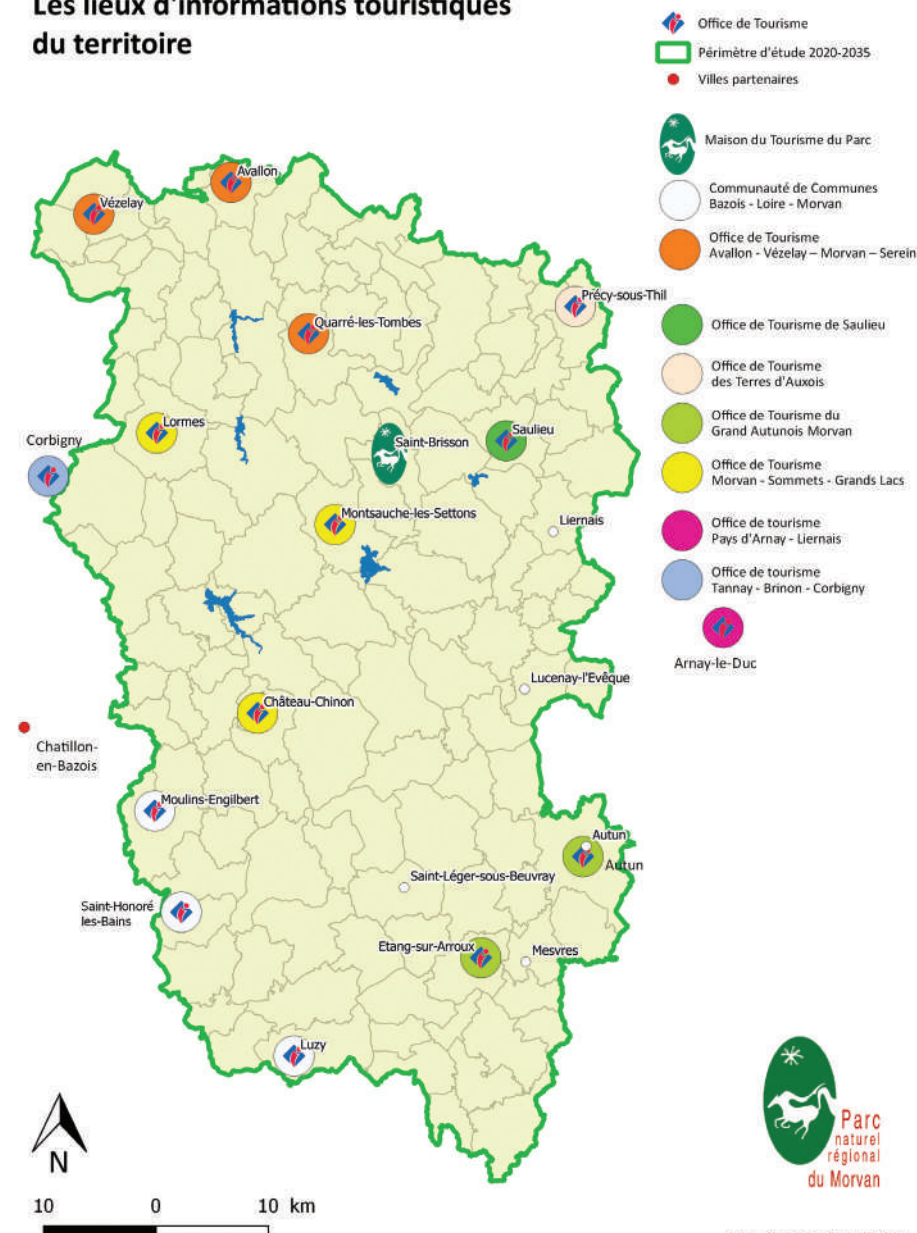 Les lieux d'informations touristiques
du territoire
Office de Tourisme
Périmètre d'étude 2020-2035
Villes partenaires
Maison du Tourisme du Parc
Communauté de Communes
Bazois - Loire - Morvan
Office de Tourisme
Avallon - Vézelay – Morvan – Serein
Office de Tourisme de Saulieu
Office de Tourisme
des Terres d'Auxois
Office de Tourisme du
Grand Autunois Morvan
Office de Tourisme
Morvan - Sommets - Grands Lacs
Office de tourisme
Pays d'Arnay - Liernais
Office de tourisme
Tannay - Brinon - Corbigny
Arnay-le-Duc
Avallon
Vézelay
Précy-sous-Thil
Quarré-les-Tombes
Lormes
Saulieu
Corbigny
Saint-Brisson
Montsauche-les-Settons
Liernais
Lucenay-l'Evêque
Château-Chinon
Chatillon-
en-Bazois
Moulins-Engilbert
Autun
Autun
Saint-Léger-sous-Beuvray
Saint-Honoré
les-Bains
Etang-sur-Arroux
Mesvres
Luzy
N
10 0 10 km
Parc
naturel
régional
du Morvan